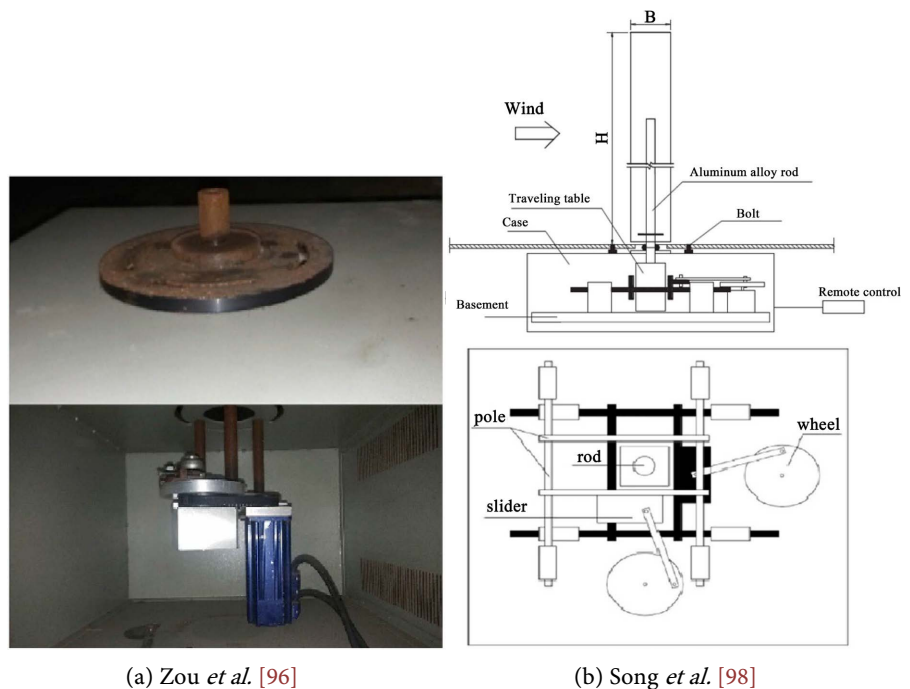 B
Wind
H
Aluminum alloy rod
Traveling table
Bolt
Case
Remote control
Basement
pole
wheel
rod
slider
(a) Zou et al. [96]
(b) Song et al. [98]